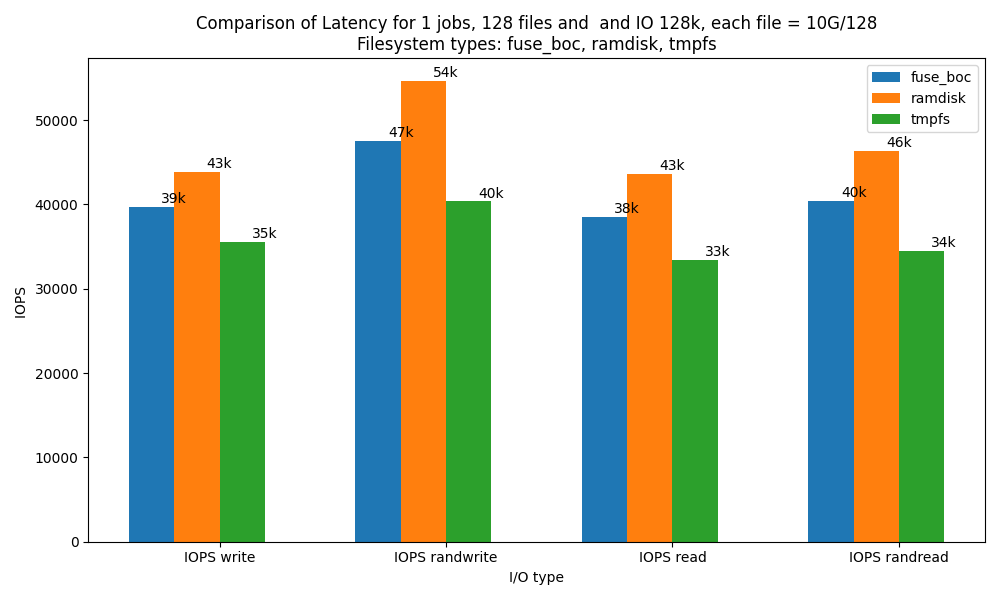 Comparison of Latency for 1 jobs, 128 files and  and IO 128k, each file = 10G/128
Filesystem types: fuse_boc, ramdisk, tmpfs
fuse_boc
ramdisk
tmpfs
IOPS
50000
40000
30000
20000
10000
0
39k
43k
35k
47k
54k
40k
38k
43k
33k
40k
46k
34k
IOPS write
IOPS randwrite
IOPS read
IOPS randread
I/O type